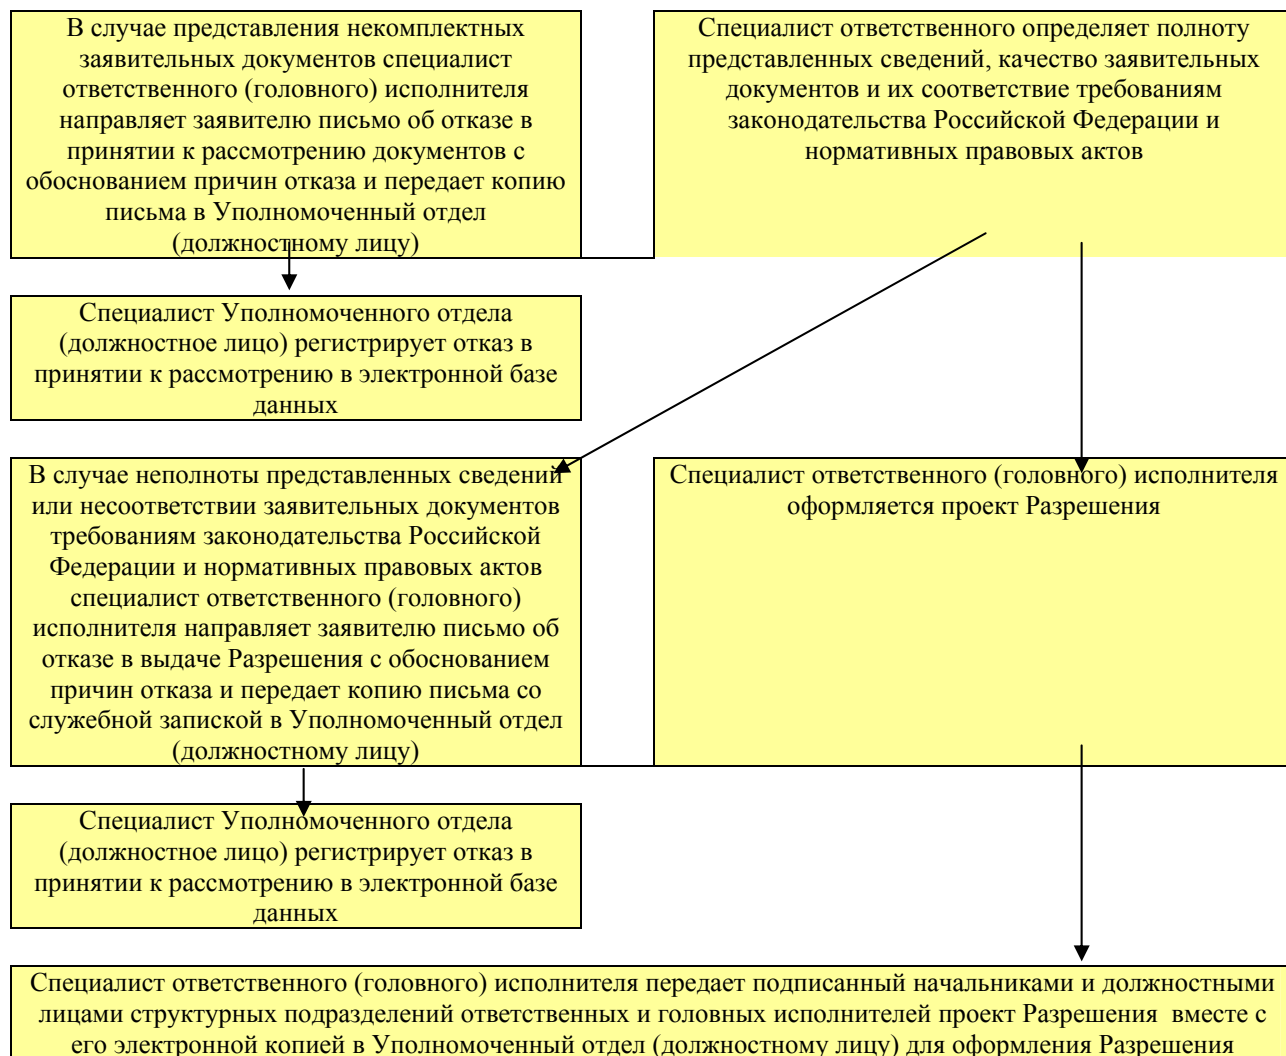 В случае представления некомплектных
заявительных документов специалист
ответственного (головного) исполнителя
направляет заявителю письмо об отказе в
принятии к рассмотрению документов с
обоснованием причин отказа и передает копию
письма в Уполномоченный отдел
(должностному лицу)
Специалист ответственного определяет полноту
представленных сведений, качество заявительных
документов и их соответствие требованиям
законодательства Российской Федерации и
нормативных правовых актов
Специалист Уполномоченного отдела
(должностное лицо) регистрирует отказ в
принятии к рассмотрению в электронной базе
данных
В случае неполноты представленных сведений
или несоответствии заявительных документов
требованиям законодательства Российской
Федерации и нормативных правовых актов
специалист ответственного (головного)
исполнителя направляет заявителю письмо об
отказе в выдаче Разрешения с обоснованием
причин отказа и передает копию письма со
служебной запиской в Уполномоченный отдел
(должностному лицу)
Специалист ответственного (головного) исполнителя
оформляется проект Разрешения
Специалист Уполномоченного отдела
(должностное лицо) регистрирует отказ в
принятии к рассмотрению в электронной базе
данных
Специалист ответственного (головного) исполнителя передает подписанный начальниками и должностными
лицами структурных подразделений ответственных и головных исполнителей проект Разрешения вместе с
его электронной копией в Уполномоченный отдел (должностному лицу) для оформления Разрешения